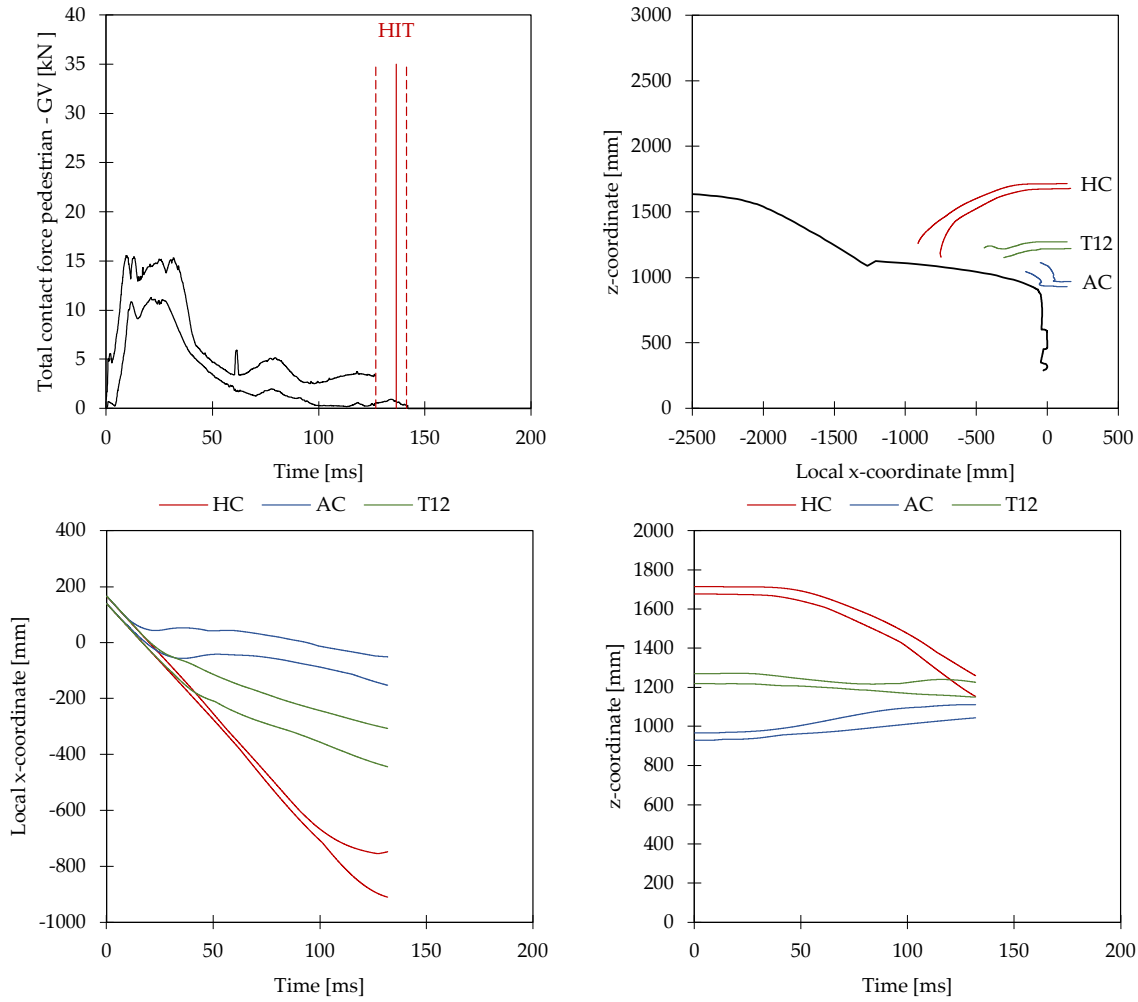 Total contact force pedestrian - GV [kN ]
40
35
30
25
20
15
10
5
0
HIT
0 50 100 150 200
Time [ms]
z-coordinate [mm]
3000
2500
2000
1500
1000
500
0
HC
T12
AC
-2500 -2000 -1500 -1000 -500 0 500
Local x-coordinate [mm]
HC AC T12
Local x-coordinate [mm]
400
200
0
-200
-400
-600
-800
-1000
0 50 100 150 200
Time [ms]
HC AC T12
z-coordinate [mm]
2000
1800
1600
1400
1200
1000
800
600
400
200
0
0 50 100 150 200
Time [ms]